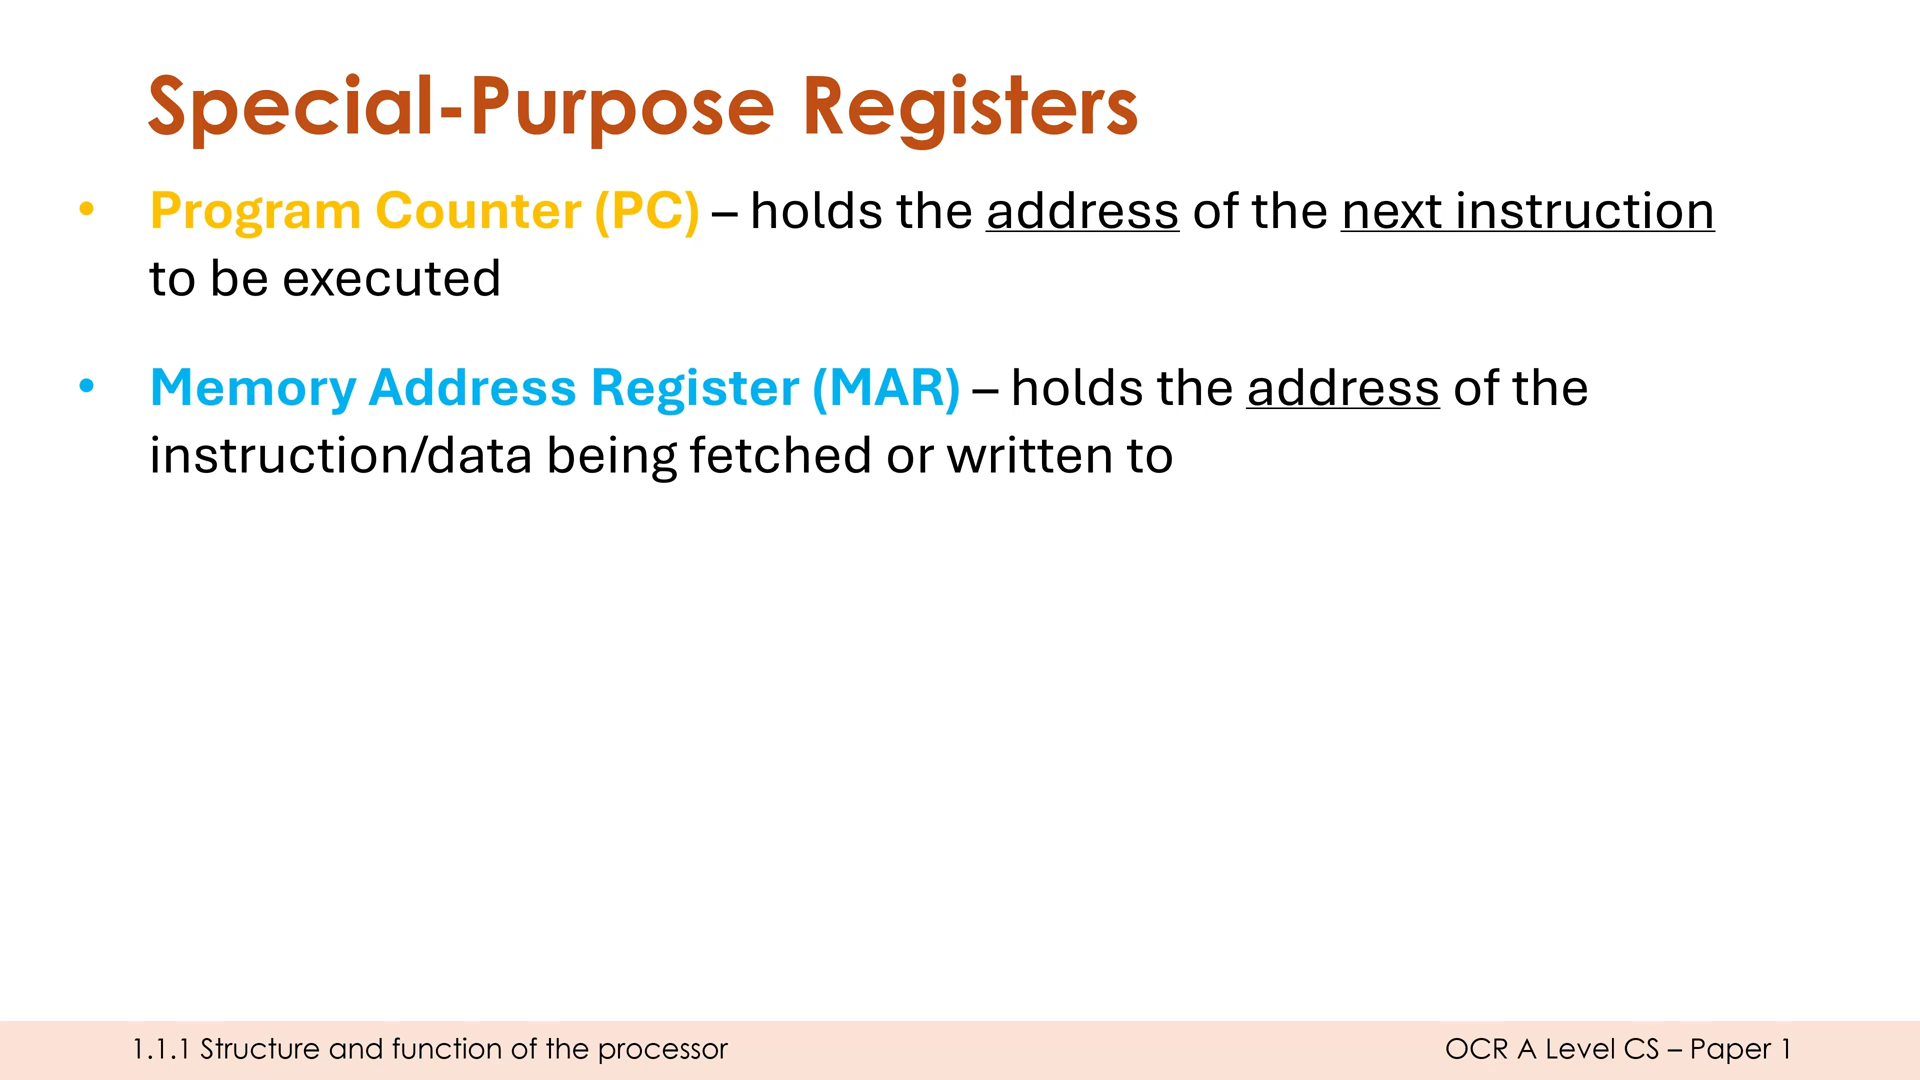 Special-Purpose Registers
• Program Counter (PC) – holds the address of the next instruction
to be executed
• Memory Address Register (MAR) – holds the address of the
instruction/data being fetched or written to
1.1.1 Structure and function of the processor
OCR A Level CS – Paper 1